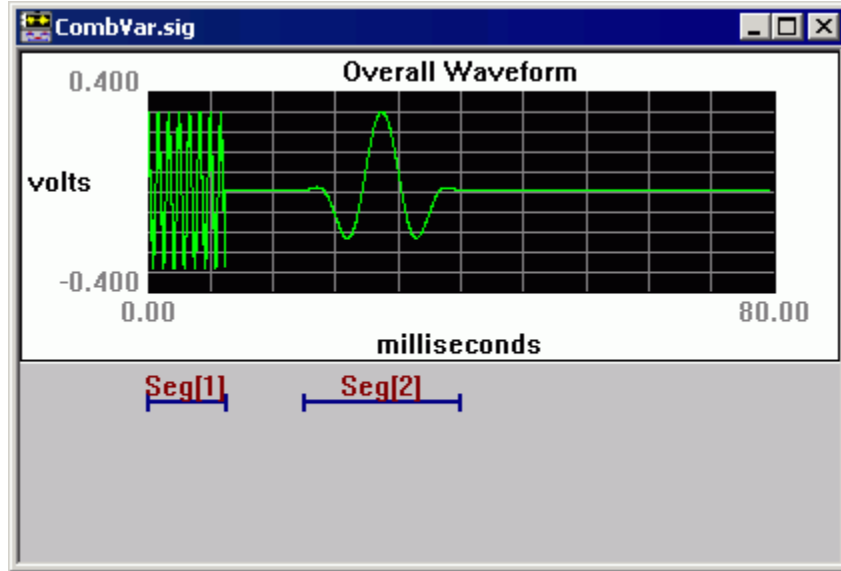 CombVar.sig
Overall Waveform
0.400
volts
-0.400
0.00 80.00
milliseconds
Seg[1] Seg[2]